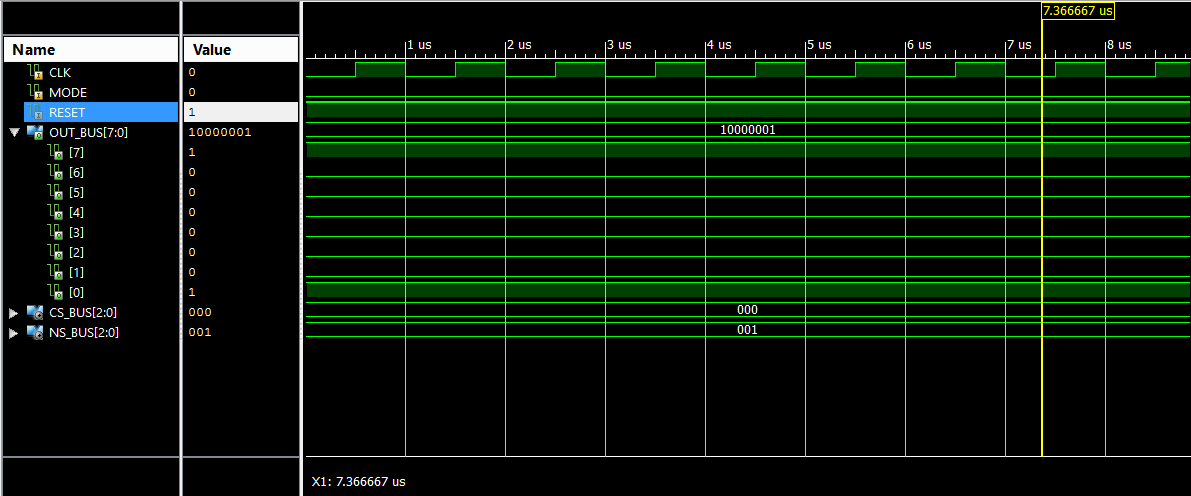 7.366667 us
Name Value
1 us 2 us 3 us 4 us 5 us 6 us 7 us 8 us
CLK 0
MODE 0
RESET 1
OUT_BUS[7:0] 10000001 10000001
[7] 1
[6] 0
[5] 0
[4] 0
[3] 0
[2] 0
[1] 0
[0] 1
CS_BUS[2:0] 000 000
NS_BUS[2:0] 001 001
X1: 7.366667 us